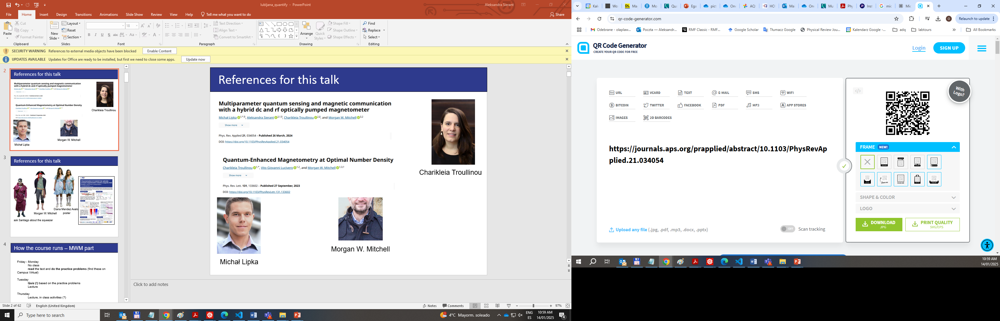 lubljana_quantify - PowerPoint
Aleksandra Sierant
File Home Insert Design Transitions Animations Slide Show Review View Help Tell me what you want to do Share
Paste
Cut
Copy
Format Painter
Clipboard
New Slide
Layout
Reset
Section
Slides
18
Font
Text Direction
Align Text
Convert to SmartArt
Paragraph
Arrange
Quick Styles
Shape Fill
Shape Outline
Shape Effects
Drawing
Find
Replace
Select
Editing
SECURITY WARNING References to external media objects have been blocked Enable Content
UPDATES AVAILABLE Updates for Office are ready to be installed, but first we need to close some apps. Update now
2
References for this talk
Multiparameter quantum sensing and magnetic communication
with a hybrid dc and rf optically pumped magnetometer
Charikleia Troullinou
Quantum-Enhanced Magnetometry at Optimal Number Density
Morgan W. Mitchell
Michał Lipka
3
References for this talk
Morgan W. Mitchell
Diana Mendez Avalo
poster
ask Santiago about the squeezer
4
How the course runs – MWM part
Friday - Monday
No class
read the text and do the practice problems (find these on
Campus Virtual)
Tuesday
Quiz (!) based on the practice problems
Lecture
Thursday
Lecture, in class activities (?)
References for this talk
Multiparameter quantum sensing and magnetic communication
with a hybrid dc and rf optically pumped magnetometer
Michał Lipka 1,*,§, Aleksandra Sierant 2,†,§, Charikleia Troullinou 2,‡, and Morgan W. Mitchell 3,2
Show more
Phys. Rev. Applied 21, 034054 – Published 26 March, 2024
DOI: https://doi.org/10.1103/PhysRevApplied.21.034054
Quantum-Enhanced Magnetometry at Optimal Number Density
Charikleia Troullinou 1,*, Vito Giovanni Lucivero 1,2, and Morgan W. Mitchell 1,3,†
Show more
Phys. Rev. Lett. 131, 133602 – Published 27 September, 2023
DOI: https://doi.org/10.1103/PhysRevLett.131.133602
Charikleia Troullinou
Morgan W. Mitchell
Michał Lipka
Click to add notes
Slide 2 of 62 English (United Kingdom) Notes Comments 97%
Type here to search
4°C Mayorm. soleado
ENG
ES
10:59 AM
14/01/2025
4
qr-code-generator.com
Relaunch to update
Odebrane - olaplaw... Poczta — Aleksandr... RMF Classic - RMF... Google Scholar Tłumacz Google Physical Review Jou... Kalendarz Google -... adq labtours All Bookmarks
QR Code Generator
CREATE YOUR QR CODE FOR FREE
Login
SIGN UP
URL VCARD TEXT E-MAIL SMS WIFI
BITCOIN TWITTER FACEBOOK PDF MP3 APP STORES
IMAGES 2D BARCODES
https://journals.aps.org/prapplied/abstract/10.1103/PhysRevAp
plied.21.034054
Upload any file (.jpg, .pdf, .mp3, .docx, .pptx)
OFF Scan tracking
With Logo?
FRAME NEW!
SHAPE & COLOR
LOGO
DOWNLOAD
JPG
PRINT QUALITY
SVG/EPS
10:59 AM
14/01/2025